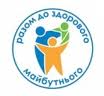 разом до здорового
майбутнього